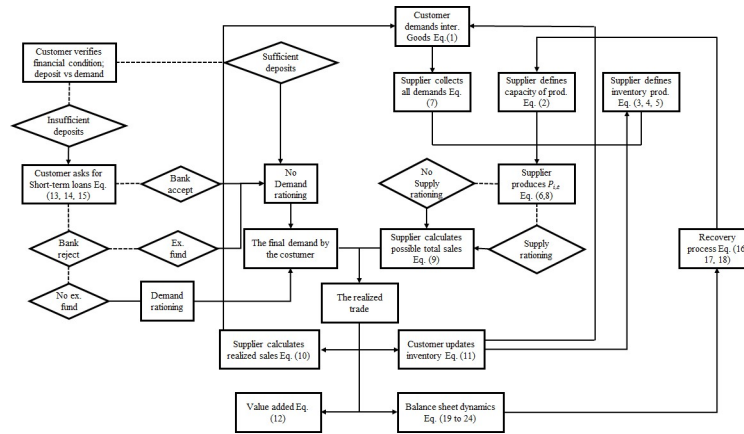 Customer
demands inter.
Goods Eq.(1)
Customer verifies
financial condition;
deposit vs demand
Sufficient
deposits
Supplier collects
all demands Eq.
(7)
Supplier defines
capacity of prod.
Eq. (2)
Supplier defines
inventory prod.
Eq. (3, 4, 5)
Insufficient
deposits
Customer asks for
Short-term loans Eq.
(13, 14, 15)
Bank
accept
No
Demand
rationing
No
Supply
rationing
Supplier
produces P_{i,t}
Eq. (6,8)
Bank
reject
Ex.
fund
The final demand by
the costumer
Supplier calculates
possible total sales
Eq. (9)
Supply
rationing
Recovery
process Eq. (16,
17, 18)
No ex.
fund
Demand
rationing
The realized
trade
Supplier calculates
realized sales Eq. (10)
Customer updates
inventory Eq. (11)
Value added Eq.
(12)
Balance sheet dynamics
Eq. (19 to 24)